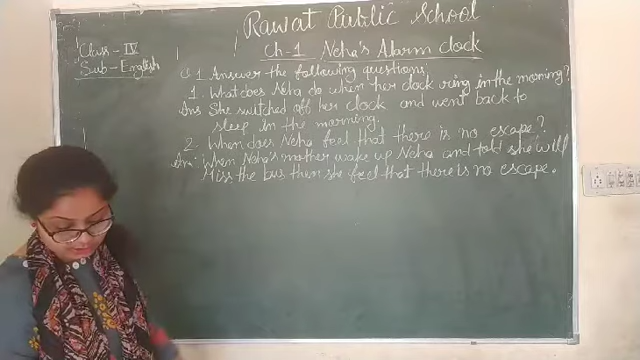 Rawat Public School
Class - IV
Sub - English
Ch-1 Neha's Alarm clock
Q 1 Answer the following questions.
1. What does Neha do when her clock ring in the morning?
Ans She switched off her clock and went back to
sleep in the morning.
2. When does Neha feel that there is no escape?
Ans: When Neha's mother wake up Neha and told she will
Miss the bus then she feel that there is no escape.